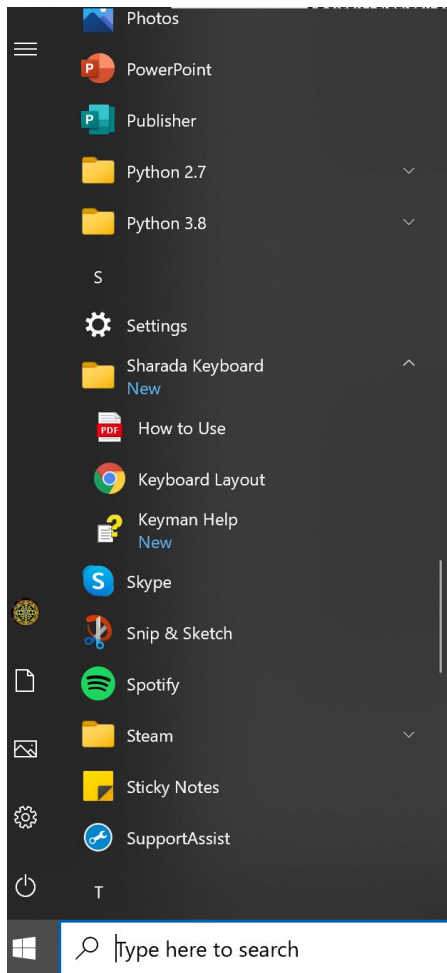 Photos
PowerPoint
Publisher
Python 2.7
Python 3.8
S
Settings
Sharada Keyboard
New
How to Use
Keyboard Layout
Keyman Help
New
Skype
Snip & Sketch
Spotify
Steam
Sticky Notes
SupportAssist
T
Type here to search